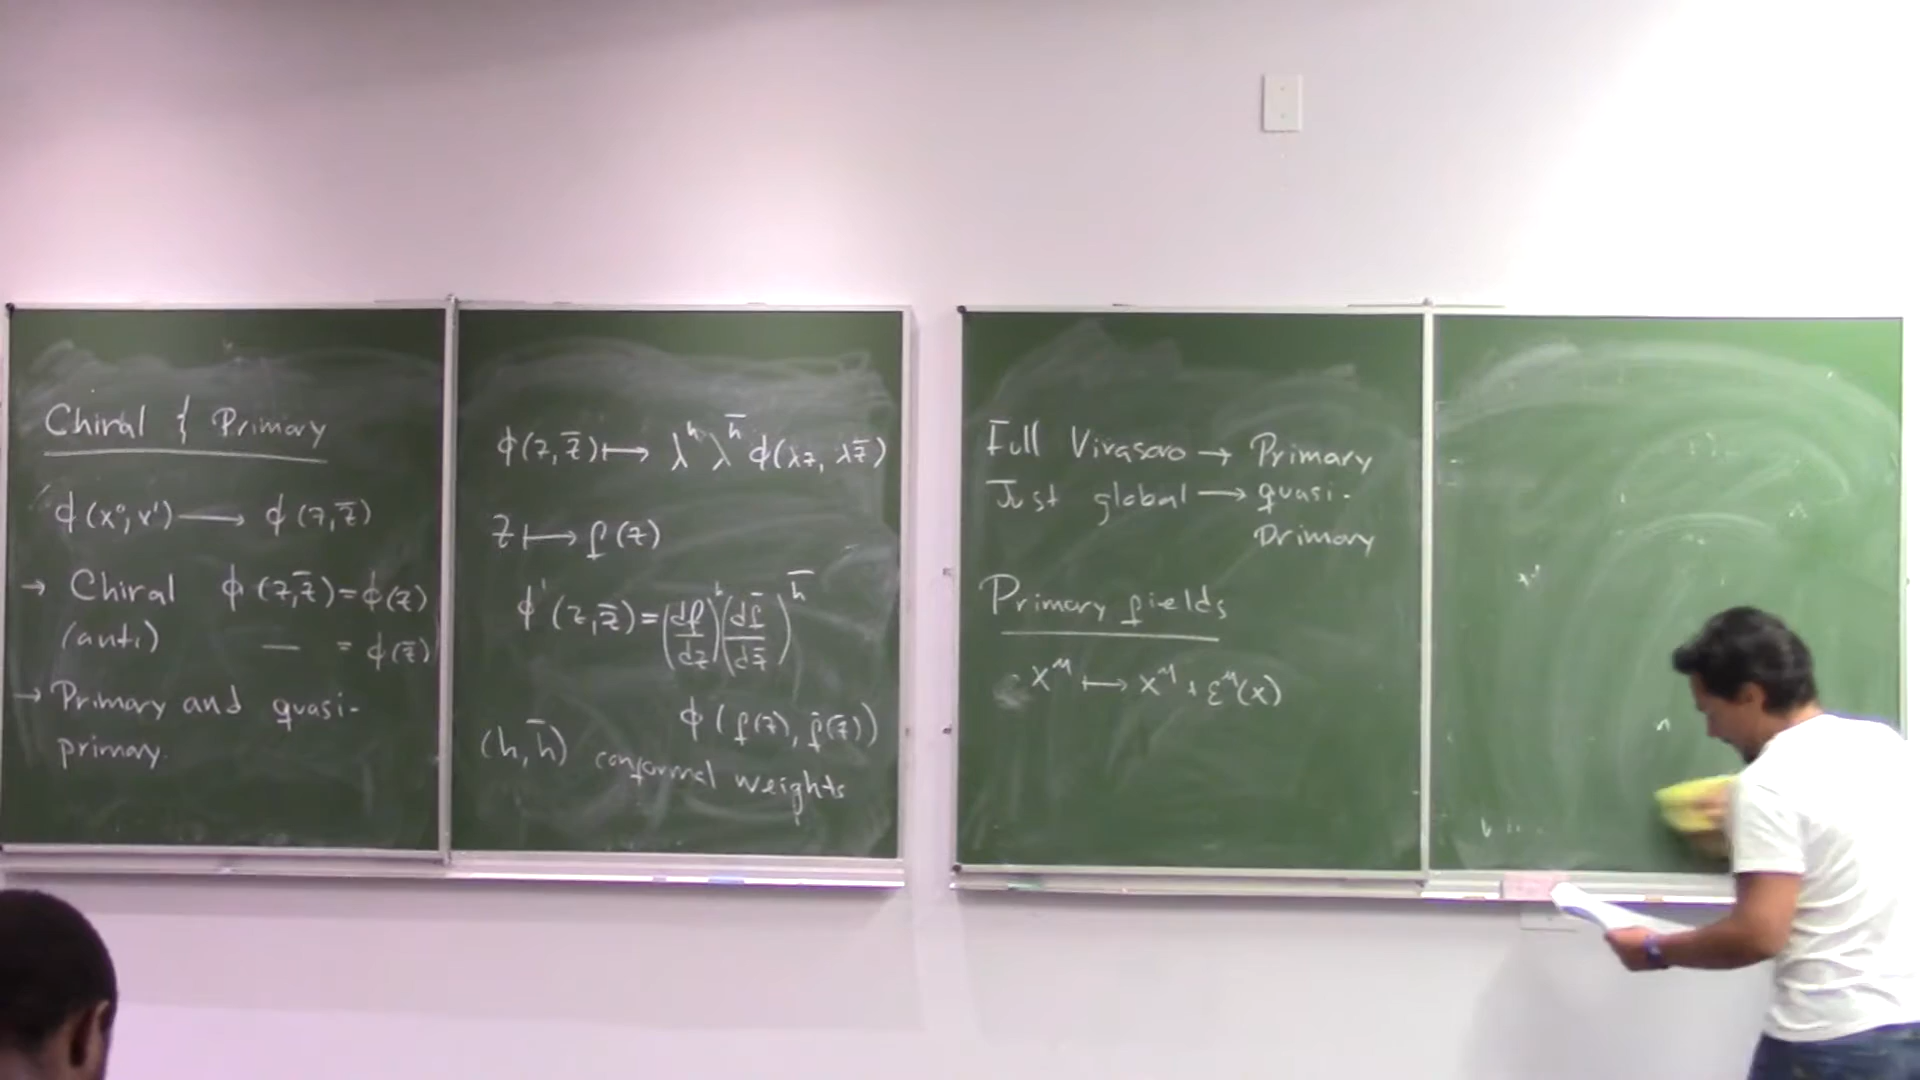 Chiral & Primary
ϕ(x⁰,x¹) ⟶ ϕ(z,z̄)
→ Chiral ϕ(z,z̄)=ϕ(z)
(anti) — = ϕ(z̄)
→ Primary and quasi-
primary
ϕ(z,z̄) ⟼ λ^h λ^h̄ ϕ(λz, λz̄)
z ⟼ f(z)
ϕ'(z,z̄) = (df/dz)^h (df̄/dz̄)^h̄
ϕ(f(z), f̄(z̄))
(h,h̄) conformal weights
Full Virasoro → Primary
Just global ⟶ quasi-
Primary
Primary fields
x^μ ⟼ x^μ + ε^μ(x)